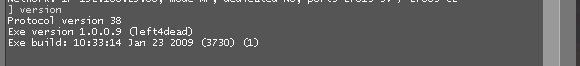 ] version
Protocol version 38
Exe version 1.0.0.9 (left4dead)
Exe build: 10:33:14 Jan 23 2009 (3730) (1)